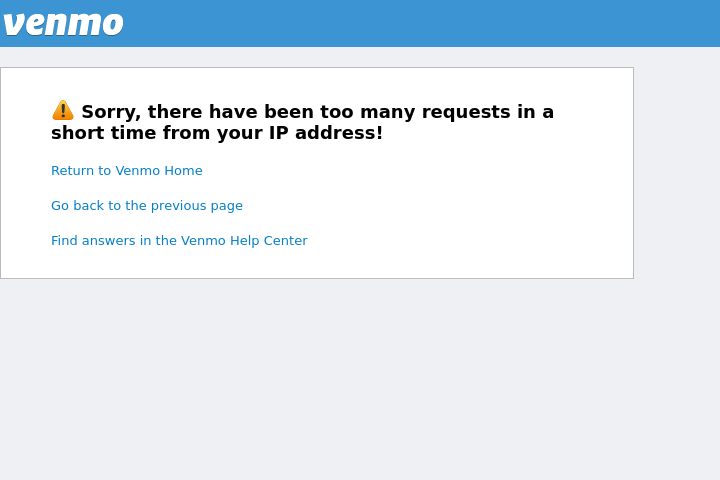 venmo
Sorry, there have been too many requests in a
short time from your IP address!
Return to Venmo Home
Go back to the previous page
Find answers in the Venmo Help Center